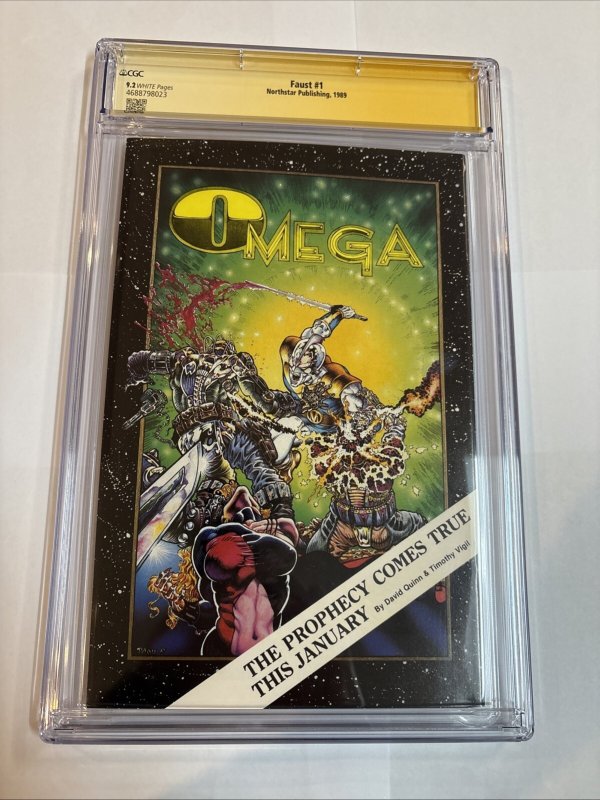 CGC
9.2 WHITE Pages
4688798023
Faust #1
Northstar Publishing, 1989
OMEGA
THE PROPHECY COMES TRUE
THIS JANUARY By David Quinn & Timothy Vigil